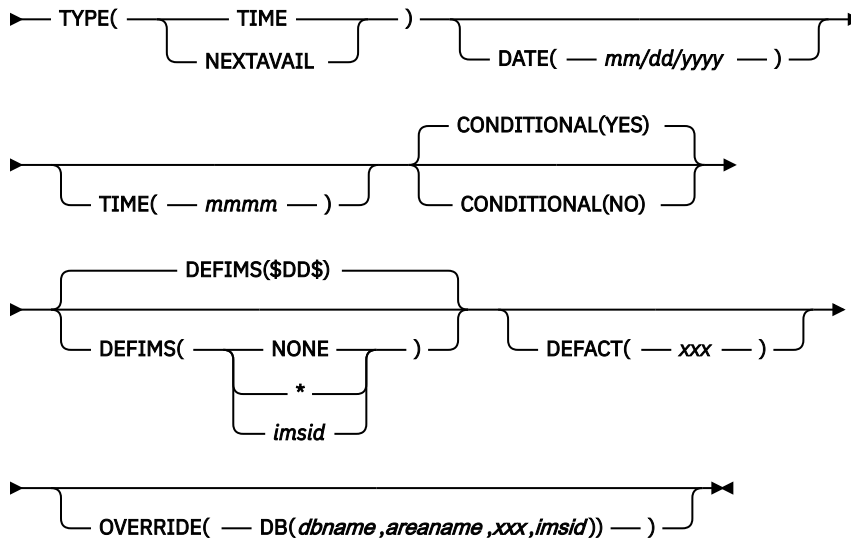 TYPE( TIME )
NEXTAVAIL
DATE( mm/dd/yyyy )
CONDITIONAL(YES)
TIME( mmmm )
CONDITIONAL(NO)
DEFIMS($DD$)
DEFIMS( NONE )
*
imsid
DEFACT( xxx )
OVERRIDE( DB(dbname,areaname,xxx,imsid)) )